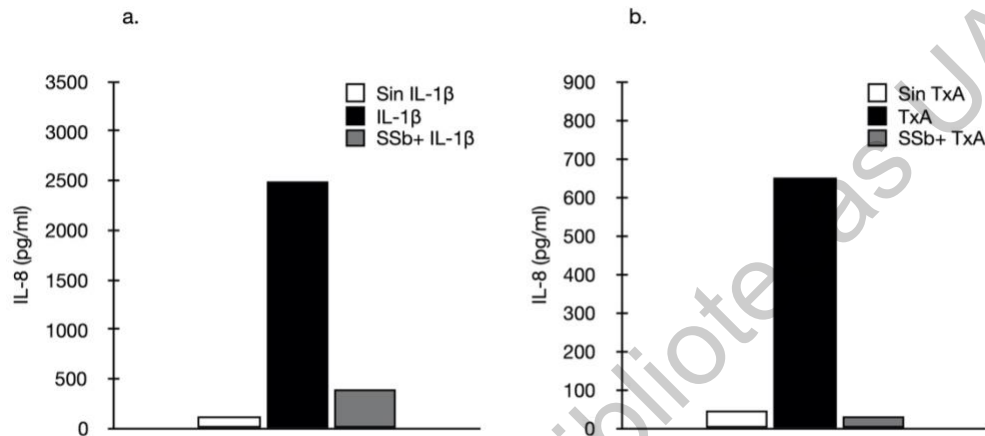 a.
3500
3000
2500
2000
1500
1000
500
0
IL-8 (pg/ml)
Sin IL-1β
IL-1β
SSb+ IL-1β
b.
900
800
700
600
500
400
300
200
100
0
IL-8 (pg/ml)
Sin TxA
TxA
SSb+ TxA